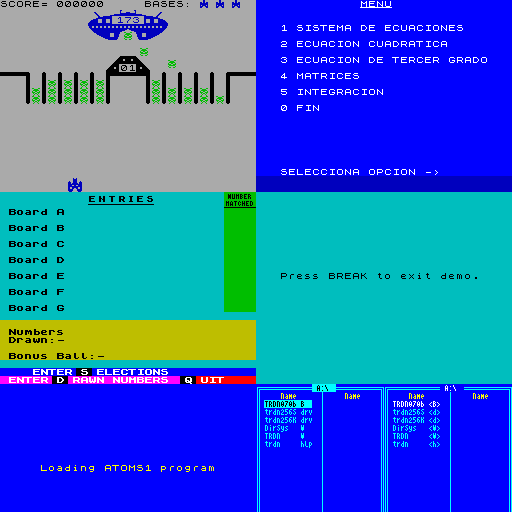 SCORE= 000000 BASES:
173
01
MENU
1 SISTEMA DE ECUACIONES
2 ECUACION CUADRATICA
3 ECUACION DE TERCER GRADO
4 MATRICES
5 INTEGRACION
0 FIN
SELECCIONA OPCION ->
ENTRIES
NUMBER
MATCHED
Board A
Board B
Board C
Board D
Board E
Board F
Board G
Numbers
Drawn:-
Bonus Ball:-
ENTER S ELECTIONS
ENTER D RAWN NUMBERS Q UIT
Press BREAK to exit demo.
Loading ATOMS1 program
A:\
Name Name
TRDN070b B
trdn256S drv
trdn256K drv
DirSys W
TRDN W
trdn hlp
A:\
Name Name
TRDN070b <B>
trdn256S <d>
trdn256K <d>
DirSys <W>
TRDN <W>
trdn <h>